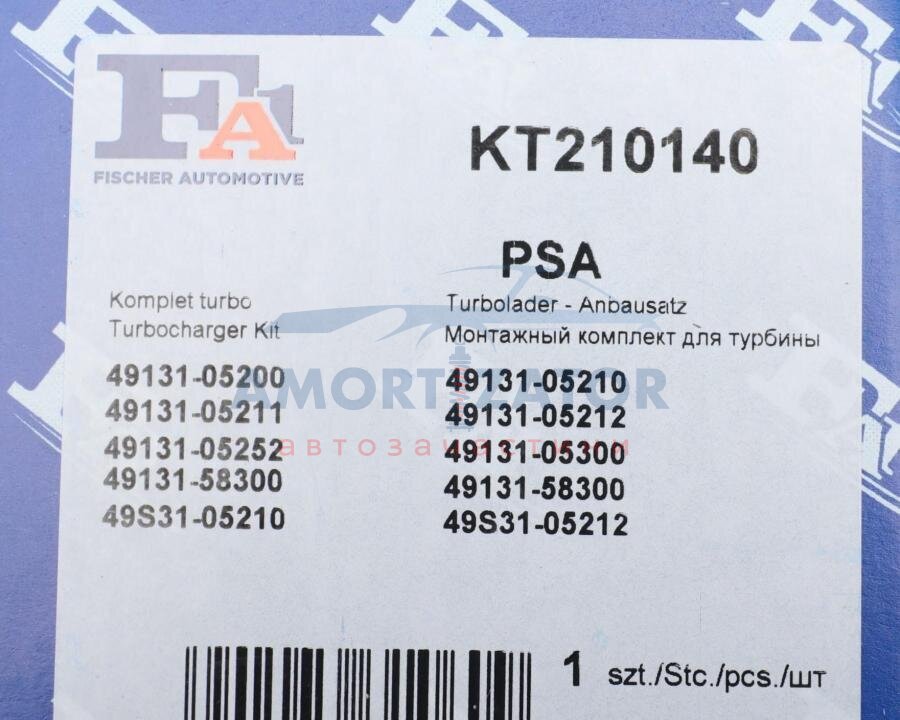 FA1
FISCHER AUTOMOTIVE
KT210140
PSA
Komplet turbo
Turbocharger Kit
Turbolader - Anbausatz
Монтажный комплект для турбины
49131-05200 49131-05210
49131-05211 49131-05212
49131-05252 49131-05300
49131-58300 49131-58300
49S31-05210 49S31-05212
AMORTIZATOR
автозапчастини
1 szt./Stc./pcs./шт